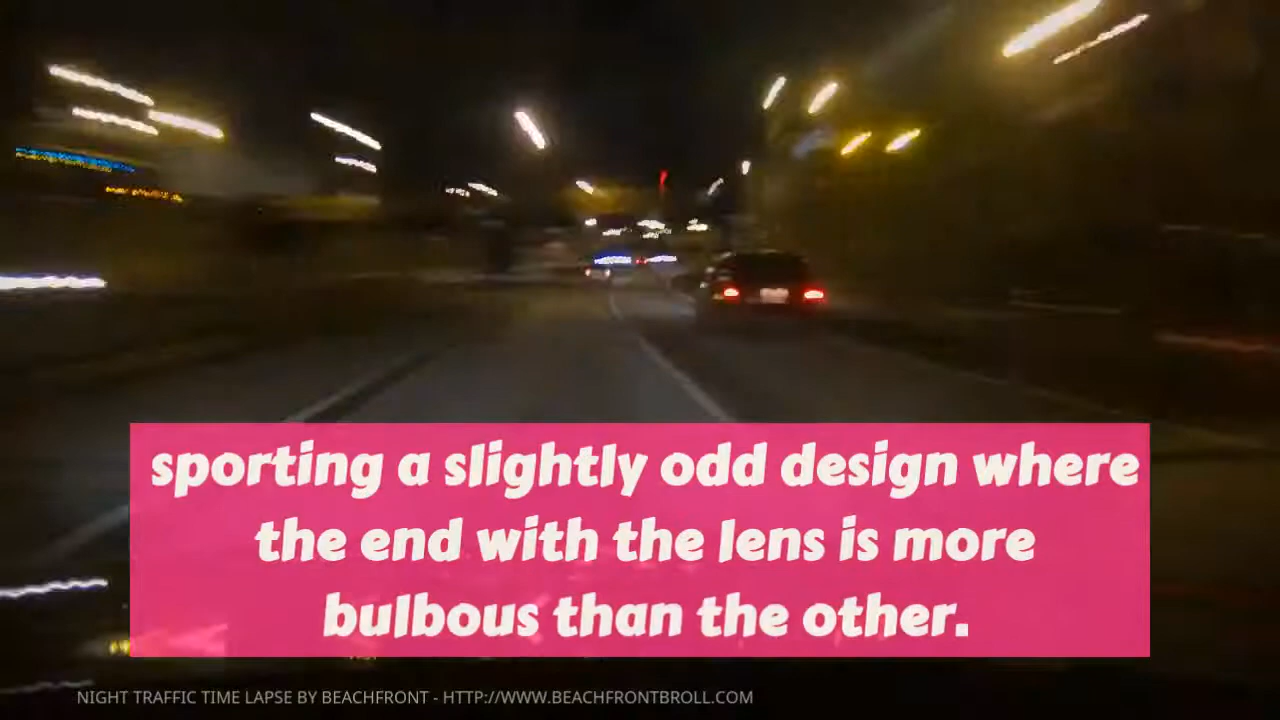 sporting a slightly odd design where
the end with the lens is more
bulbous than the other.
NIGHT TRAFFIC TIME LAPSE BY BEACHFRONT - HTTP://WWW.BEACHFRONTBROLL.COM